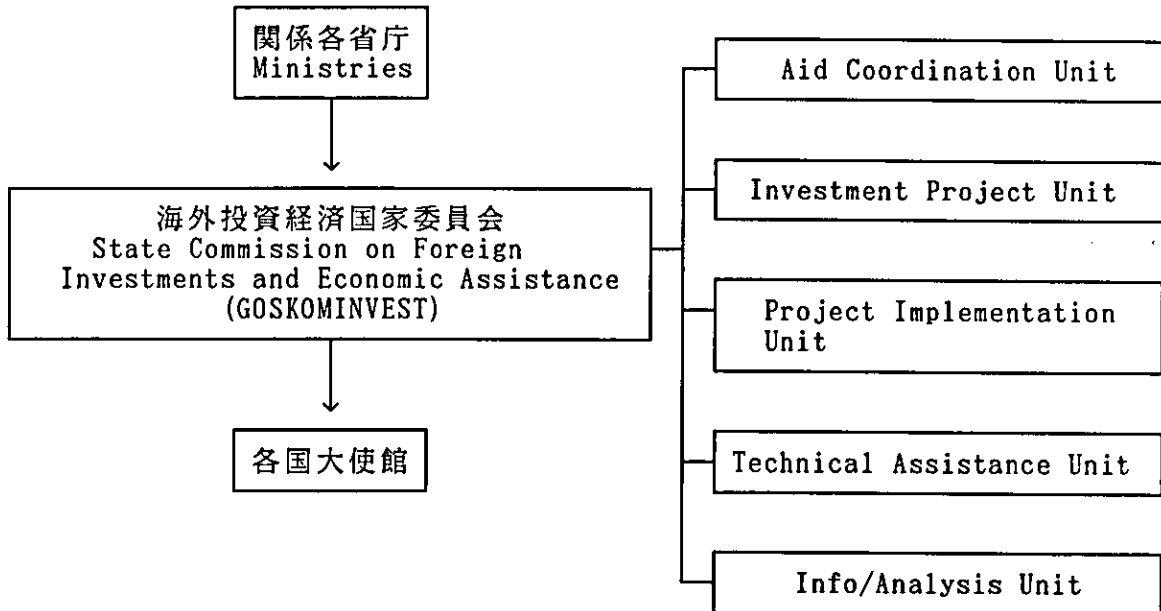 関係各省庁
Ministries
海外投資経済国家委員会
State Commission on Foreign
Investments and Economic Assistance
(GOSKOMINVEST)
各国大使館
Aid Coordination Unit
Investment Project Unit
Project Implementation
Unit
Technical Assistance Unit
Info/Analysis Unit